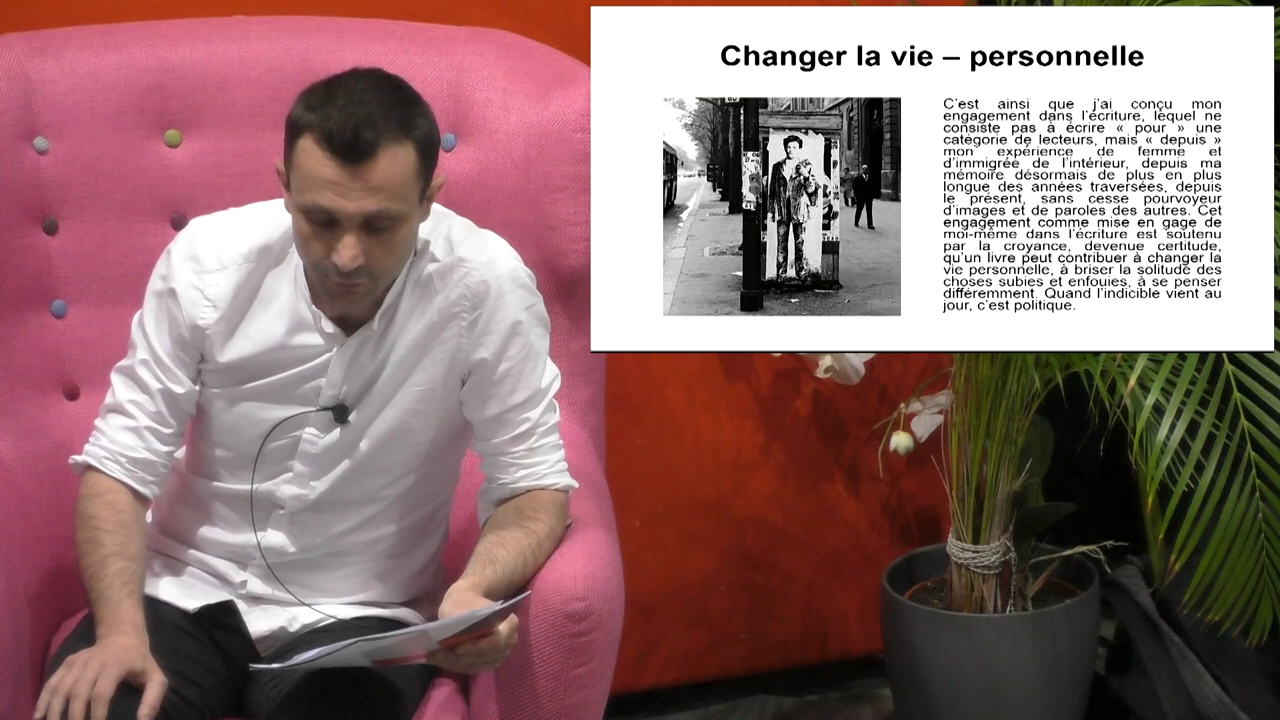 Changer la vie – personnelle
C'est ainsi que j'ai conçu mon
engagement dans l'écriture, lequel ne
consiste pas à écrire « pour » une
catégorie de lecteurs, mais « depuis »
mon expérience de femme et
d'immigrée de l'intérieur, depuis ma
mémoire désormais de plus en plus
longue des années traversées, depuis
le présent, sans cesse pourvoyeur
d'images et de paroles des autres. Cet
engagement comme mise en gage de
moi-même dans l'écriture est soutenu
par la croyance, devenue certitude,
qu'un livre peut contribuer à changer la
vie personnelle, à briser la solitude des
choses subies et enfouies, à se penser
différemment. Quand l'indicible vient au
jour, c'est politique.